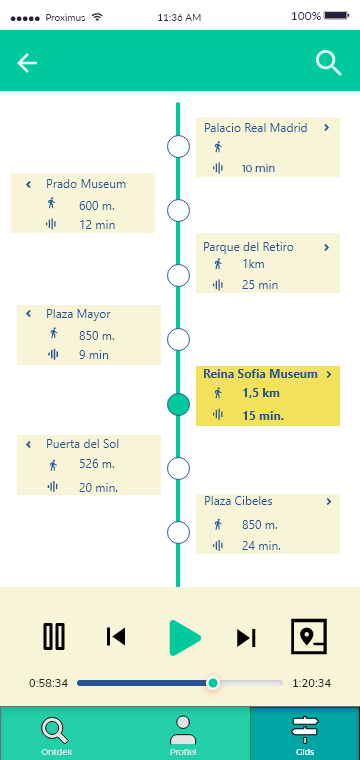 Proximus 11:36 AM 100%
Palacio Real Madrid
10 min
Prado Museum
600 m.
12 min
Parque del Retiro
1km
25 min
Plaza Mayor
850 m.
9 min
Reina Sofia Museum
1,5 km
15 min.
Puerta del Sol
526 m.
20 min.
Plaza Cibeles
850 m.
24 min.
0:58:34 1:20:34
Ontdek Profiel Gids